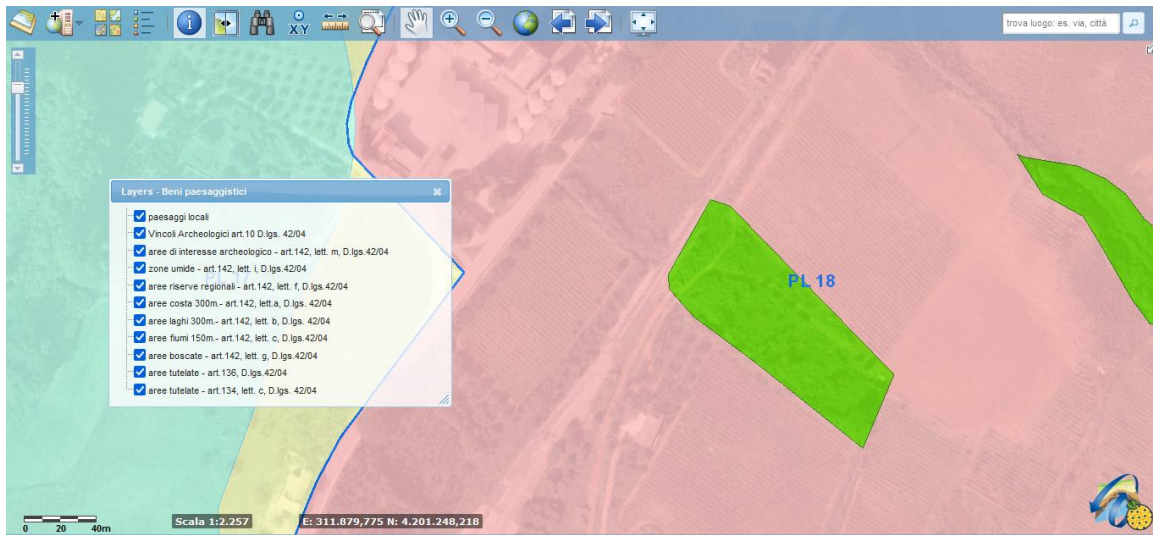 XY
trova luogo: es. via, città
Layers - Beni paesaggistici
paesaggi locali
Vincoli Archeologici art.10 D.lgs. 42/04
aree di interesse archeologico - art.142, lett. m, D.lgs.42/04
zone umide - art.142, lett. i, D.lgs.42/04
aree riserve regionali - art.142, lett. f, D.lgs.42/04
aree costa 300m.- art.142, lett.a, D.lgs. 42/04
aree laghi 300m.- art.142, lett. b, D.lgs. 42/04
aree fiumi 150m.- art.142, lett. c, D.lgs. 42/04
aree boscate - art.142, lett. g, D.lgs.42/04
aree tutelate - art.136, D.lgs.42/04
aree tutelate - art.134, lett. c, D.lgs. 42/04
PL 18
0 20 40m
Scala 1:2.257
E: 311.879,775 N: 4.201.248,218